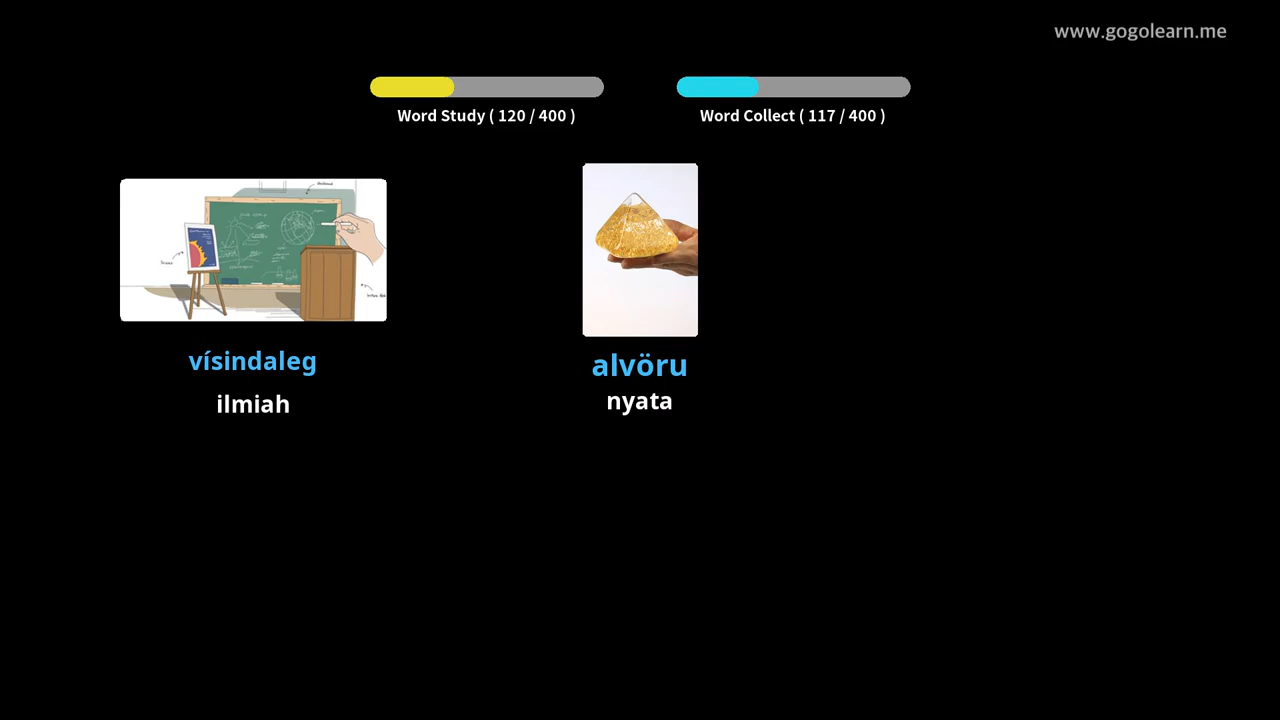 www.gogolearn.me
Word Study ( 120 / 400 )
Word Collect ( 117 / 400 )
vísindaleg
ilmiah
alvöru
nyata